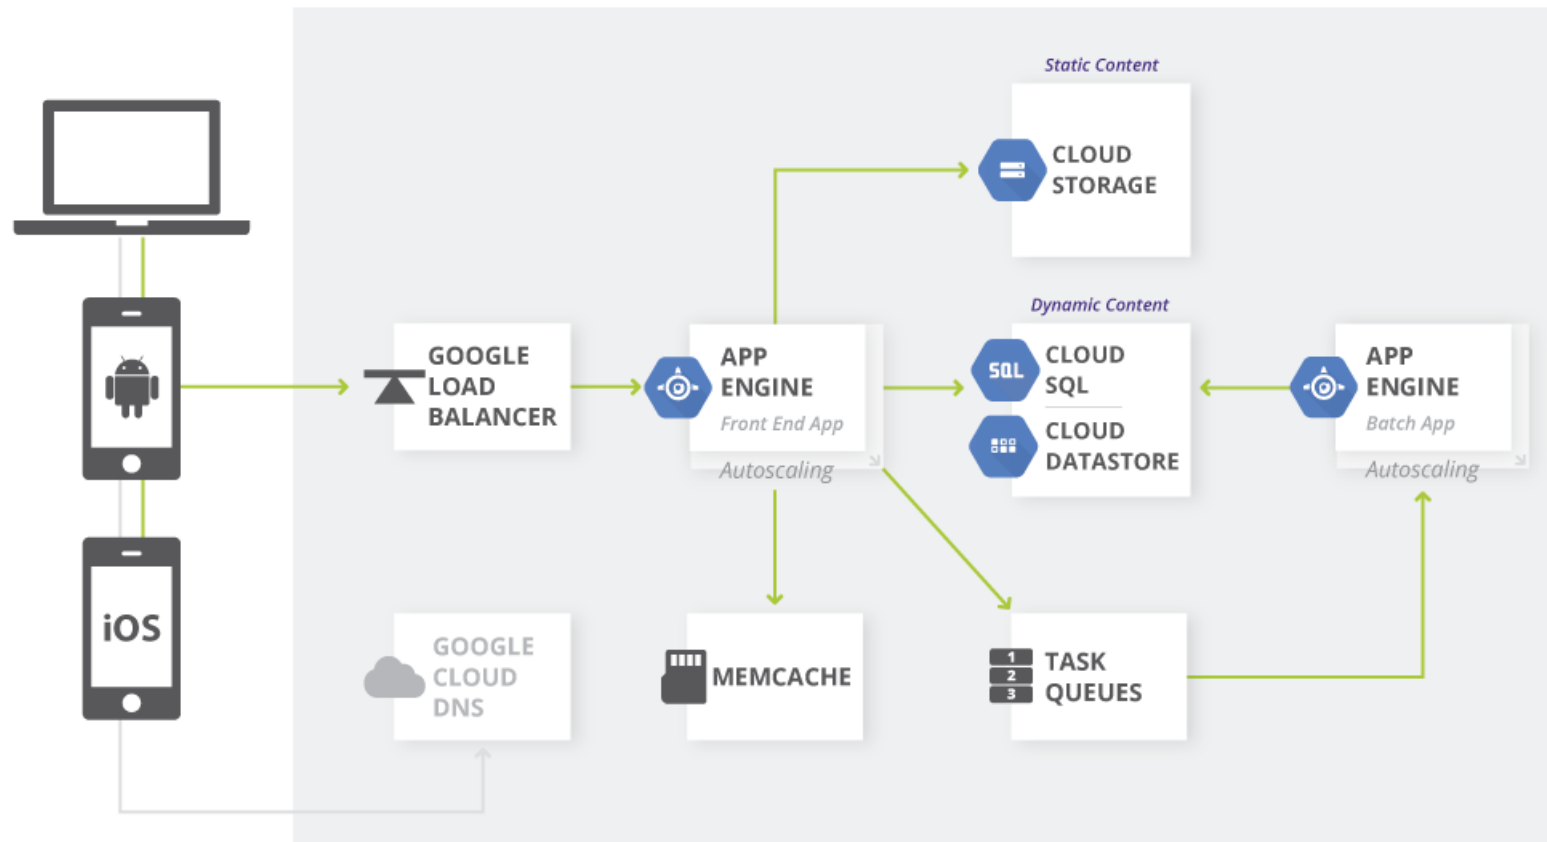 Static Content
CLOUD
STORAGE
Dynamic Content
GOOGLE
LOAD
BALANCER
APP
ENGINE
Front End App
Autoscaling
SQL
CLOUD
SQL
CLOUD
DATASTORE
APP
ENGINE
Batch App
Autoscaling
iOS
GOOGLE
CLOUD
DNS
MEMCACHE
1
2
3
TASK
QUEUES